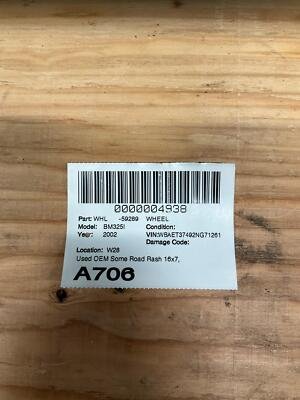 0000004938
Part: WHL -59289 WHEEL
Model: BM325I Condition:
Year: 2002 VIN:WBAET37492NG71261
Damage Code:
Location: W28
Used OEM Some Road Rash 16x7,
A706